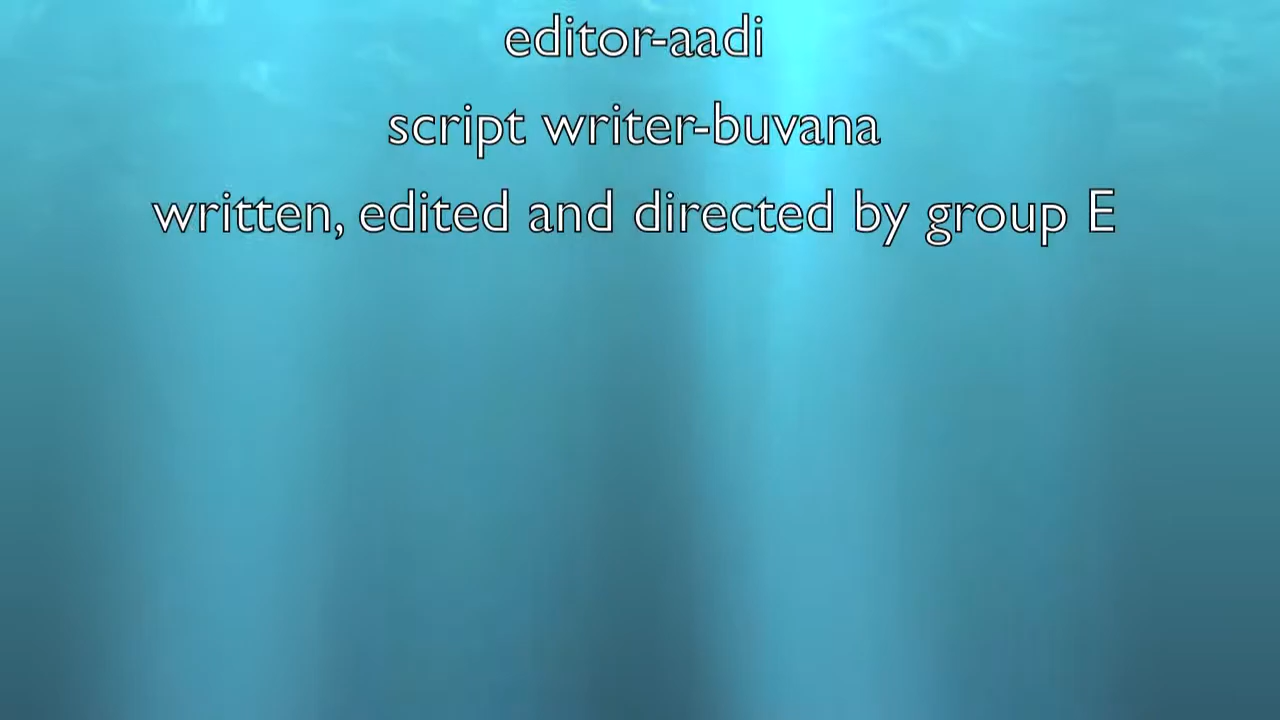 editor-aadi
script writer-buvana
written, edited and directed by group E